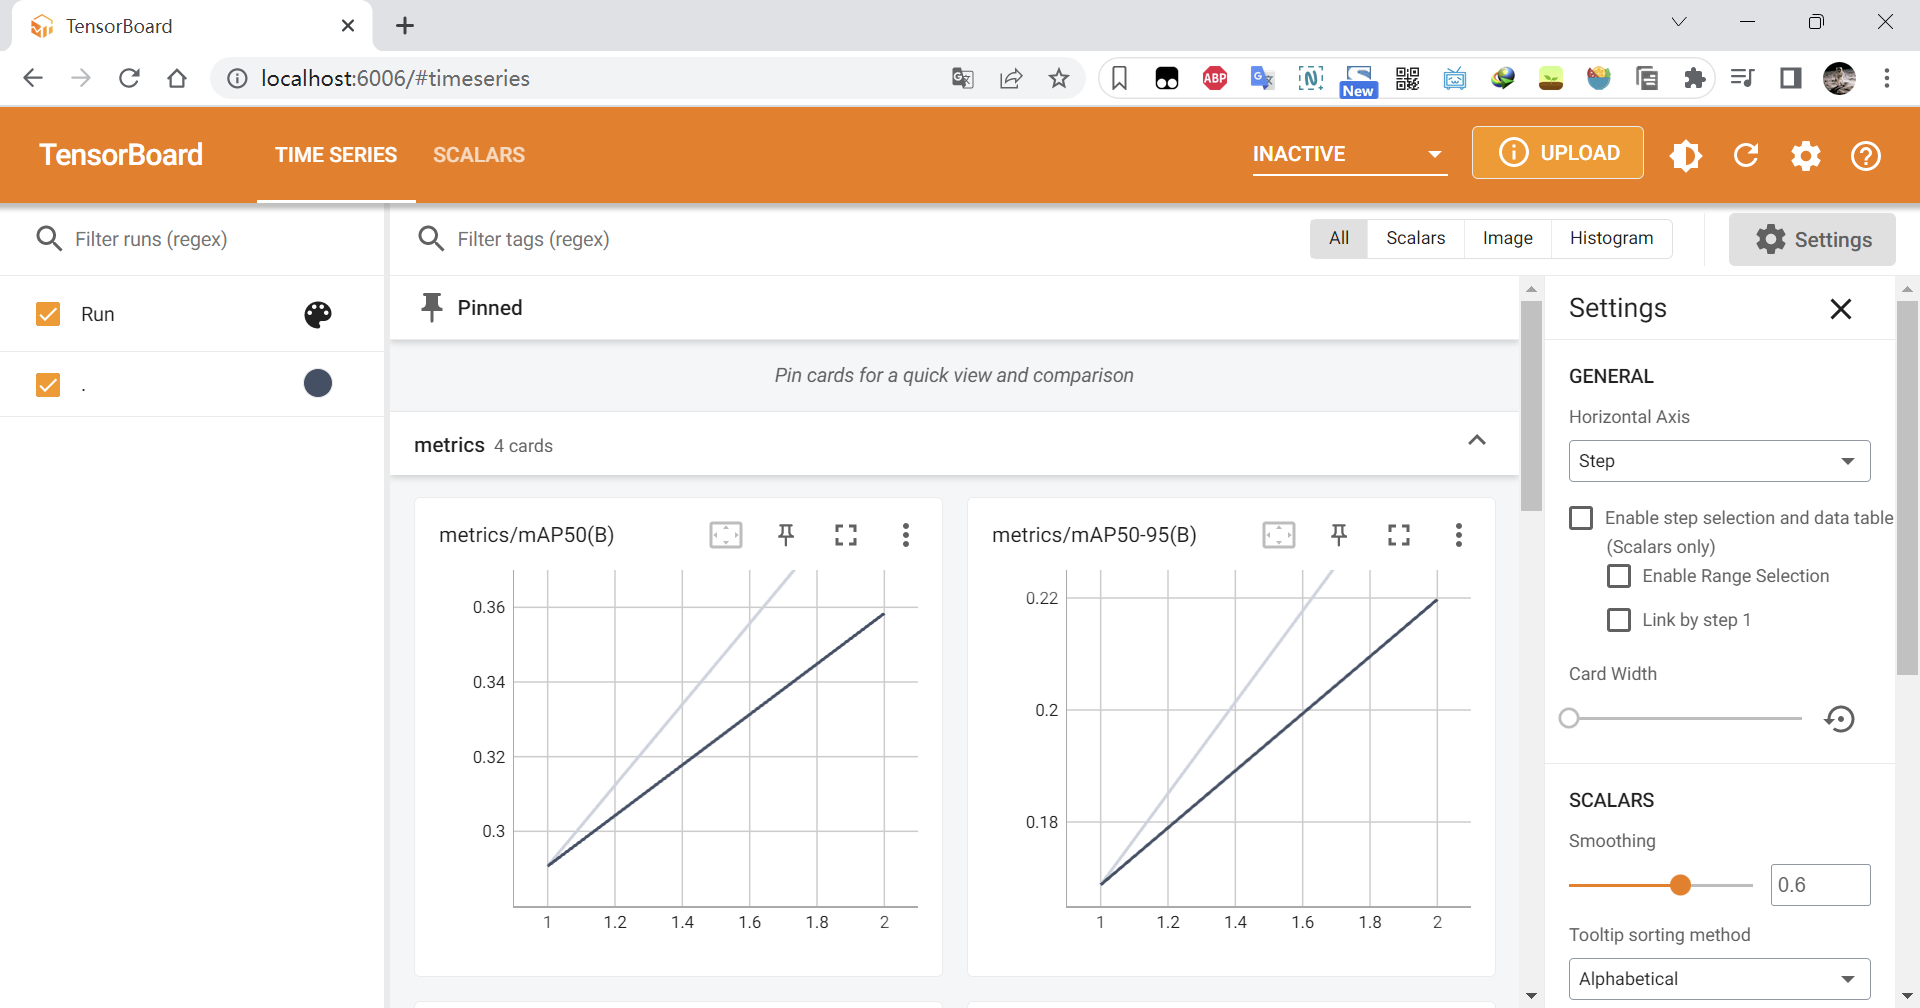 TensorBoard
localhost:6006/#timeseries
ABP
New
TensorBoard
TIME SERIES
SCALARS
INACTIVE
UPLOAD
Filter runs (regex)
Filter tags (regex)
All
Scalars
Image
Histogram
Settings
Run
.
Pinned
Pin cards for a quick view and comparison
metrics 4 cards
metrics/mAP50(B)
0.36
0.34
0.32
0.3
1 1.2 1.4 1.6 1.8 2
metrics/mAP50-95(B)
0.22
0.2
0.18
1 1.2 1.4 1.6 1.8 2
Settings
GENERAL
Horizontal Axis
Step
Enable step selection and data table
(Scalars only)
Enable Range Selection
Link by step 1
Card Width
SCALARS
Smoothing
0.6
Tooltip sorting method
Alphabetical